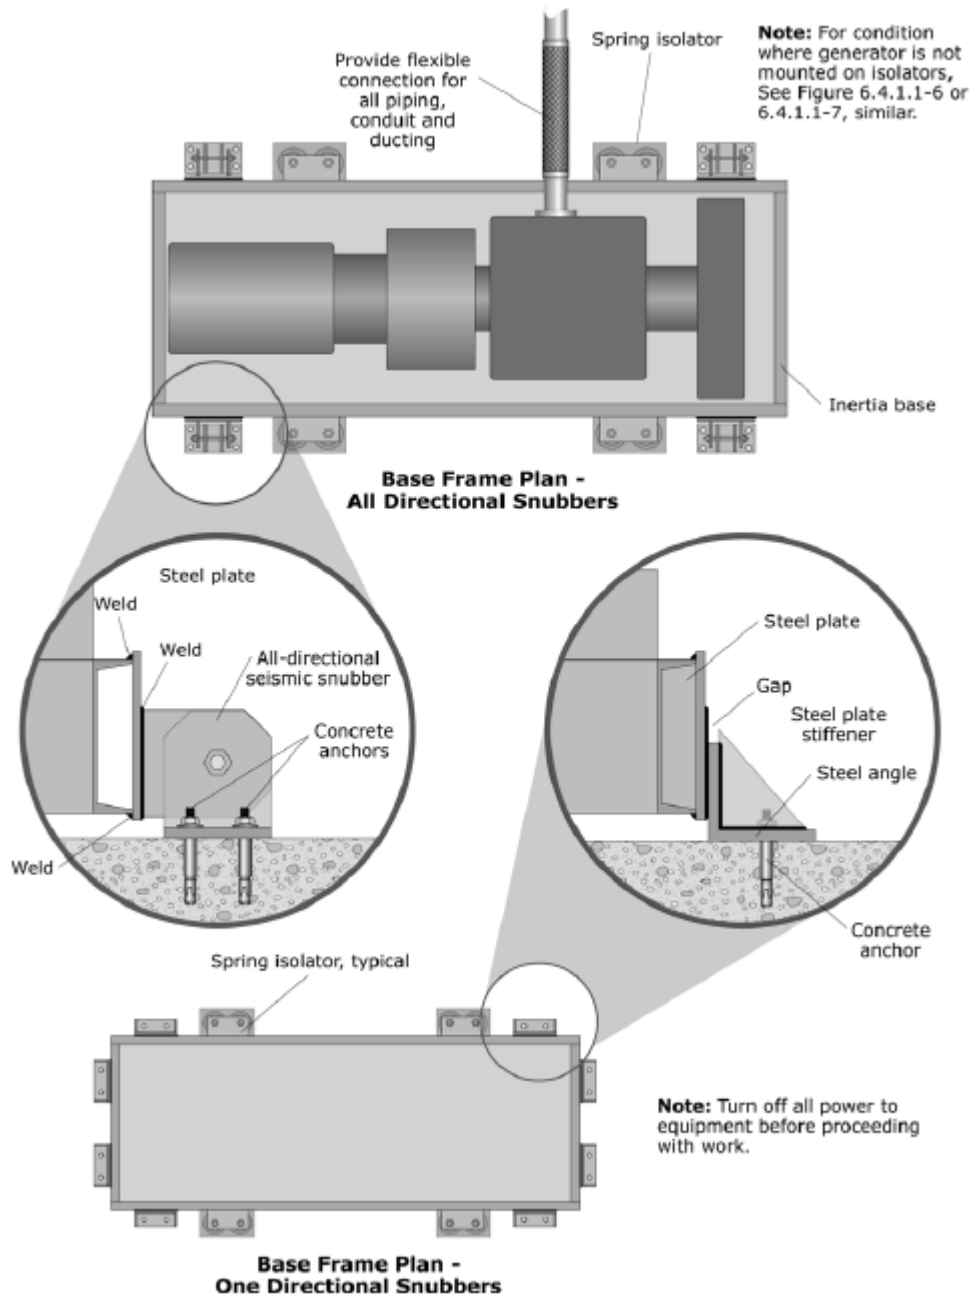 Provide flexible
connection for
all piping,
conduit and
ducting
Spring isolator
Note: For condition
where generator is not
mounted on isolators,
See Figure 6.4.1.1-6 or
6.4.1.1-7, similar.
Inertia base
Base Frame Plan -
All Directional Snubbers
Steel plate
Weld
Weld
All-directional
seismic snubber
Concrete
anchors
Weld
Steel plate
Gap
Steel plate
stiffener
Steel angle
Concrete
anchor
Spring isolator, typical
Note: Turn off all power to
equipment before proceeding
with work.
Base Frame Plan -
One Directional Snubbers